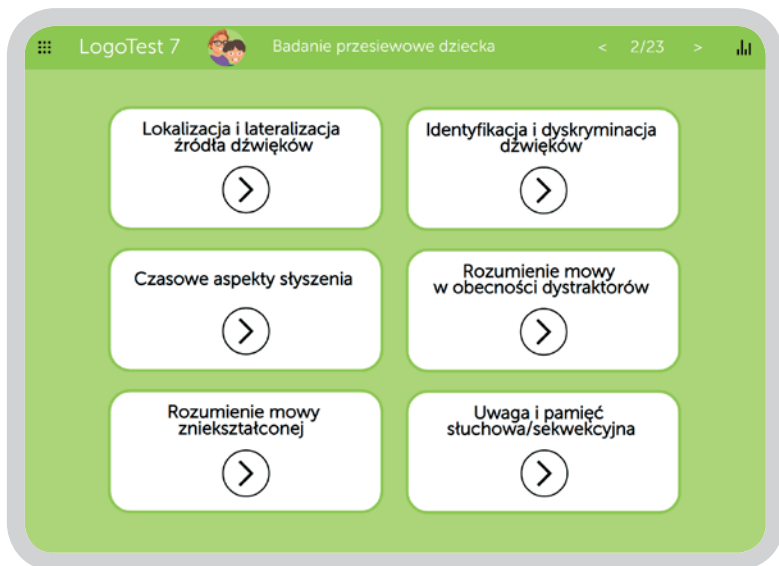 LogoTest 7
Badanie przesiewowe dziecka
< 2/23 >
Lokalizacja i lateralizacja
źródła dźwięków
Identyfikacja i dyskryminacja
dźwięków
Czasowe aspekty słyszenia
Rozumienie mowy
w obecności dystraktorów
Rozumienie mowy
zniekształconej
Uwaga i pamięć
słuchowa/sekwekcyjna